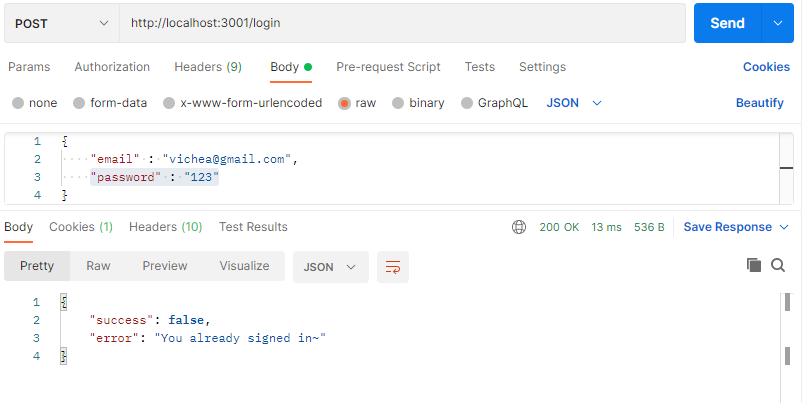 POST http://localhost:3001/login Send
Params Authorization Headers (9) Body Pre-request Script Tests Settings Cookies
none form-data x-www-form-urlencoded raw binary GraphQL JSON Beautify
1 {
2 "email" : "vichea@gmail.com",
3 "password" : "123"
4 }
Body Cookies (1) Headers (10) Test Results 200 OK 13 ms 536 B Save Response
Pretty Raw Preview Visualize JSON
1 {
2 "success": false,
3 "error": "You already signed in~"
4 }